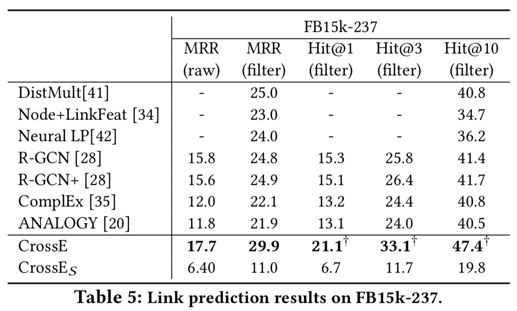 FB15k-237
MRR MRR Hit@1 Hit@3 Hit@10
(raw) (filter) (filter) (filter) (filter)
DistMult[41] - 25.0 - - 40.8
Node+LinkFeat [34] - 23.0 - - 34.7
Neural LP[42] - 24.0 - - 36.2
R-GCN [28] 15.8 24.8 15.3 25.8 41.4
R-GCN+ [28] 15.6 24.9 15.1 26.4 41.7
ComplEx [35] 12.0 22.1 13.2 24.4 40.8
ANALOGY [20] 11.8 21.9 13.1 24.0 40.5
CrossE 17.7 29.9 21.1† 33.1† 47.4†
CrossES 6.40 11.0 6.7 11.7 19.8
Table 5: Link prediction results on FB15k-237.